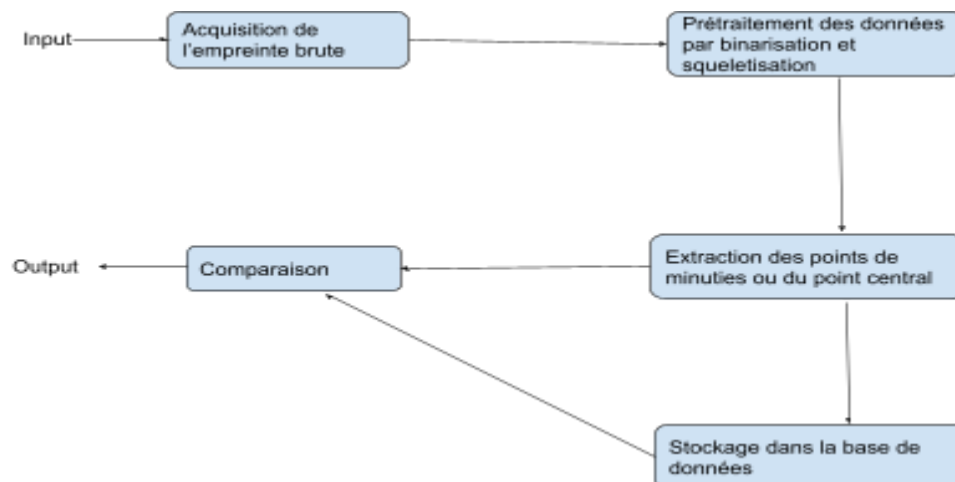 Input
Acquisition de
l'empreinte brute
Prétraitement des données
par binarisation et
squeletisation
Extraction des points de
minuties ou du point central
Comparaison
Output
Stockage dans la base de
données